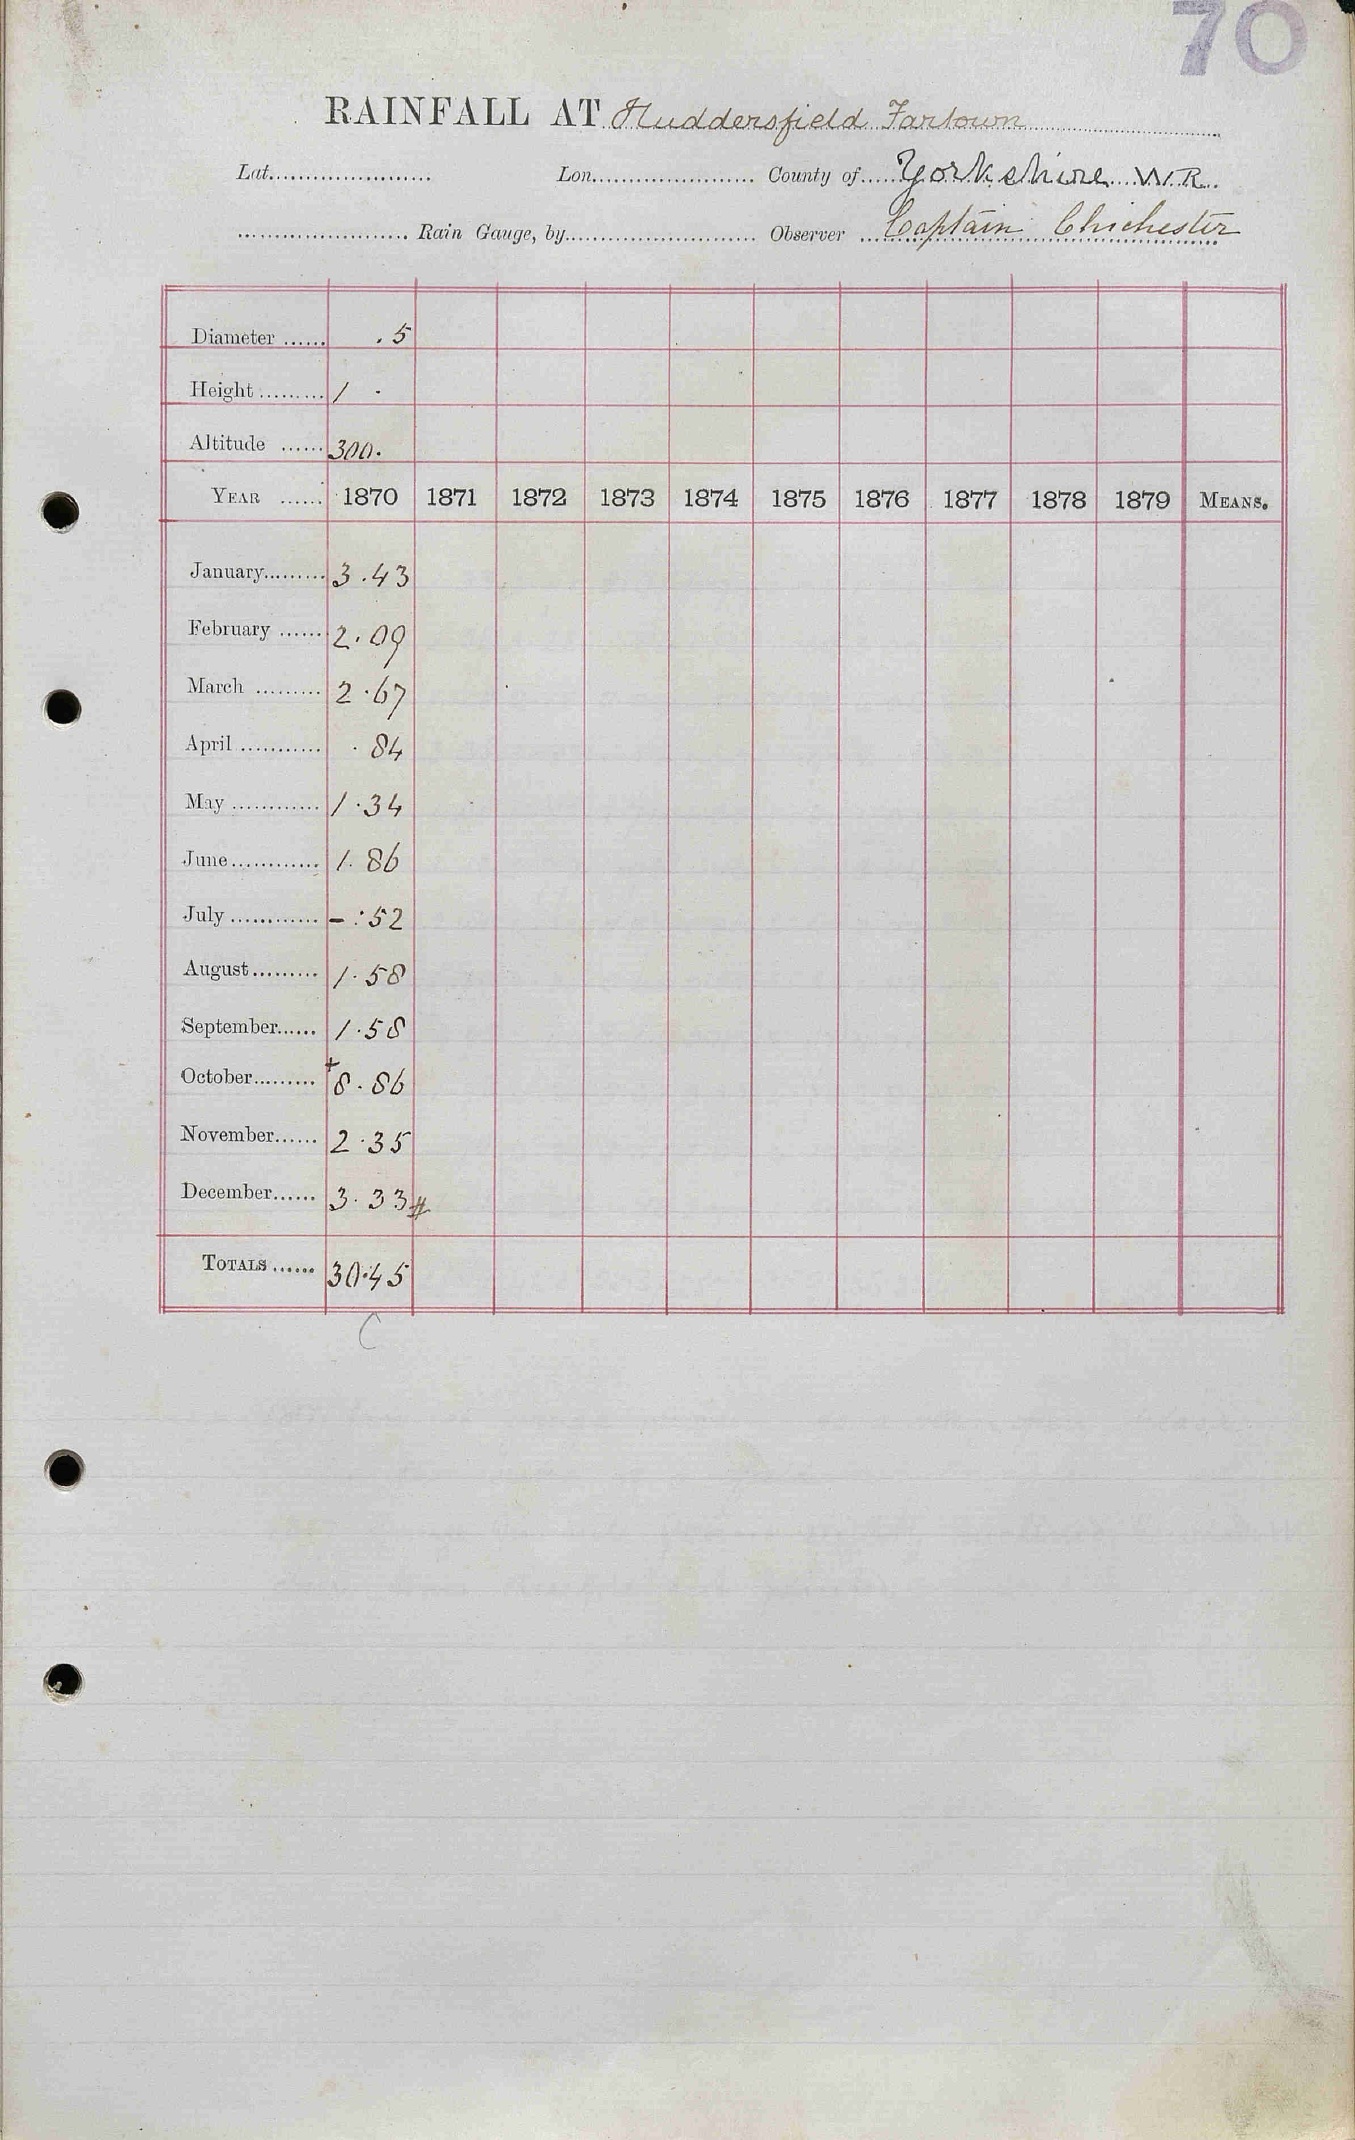 70
RAINFALL AT Huddersfield Fartown
Lat. Lon. County of Yorkshire W.R.
Rain Gauge, by Observer Captain Chichester
Diameter ...... .5
Height ......... 1 .
Altitude ...... 300.
YEAR ...... 1870 1871 1872 1873 1874 1875 1876 1877 1878 1879 MEANS.
January......... 3.43
February ...... 2.09
March ......... 2.67
April ........... .84
May ............ 1.34
June............ 1.86
July ............ - .52
August......... 1.58
September...... 1.58
October......... + 8.86
November...... 2.35
December...... 3.33 #
TOTALS ...... 30.45
C